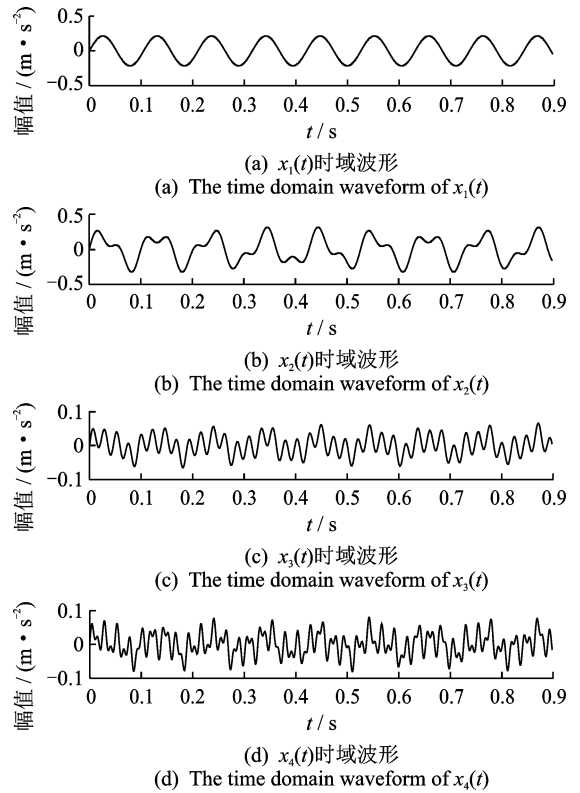 幅值 / (m • s⁻²)
0.5
0
−0.5
0 0.1 0.2 0.3 0.4 0.5 0.6 0.7 0.8 0.9
t / s
(a) x₁(t)时域波形
(a) The time domain waveform of x₁(t)
幅值 / (m • s⁻²)
0.5
0
−0.5
0 0.1 0.2 0.3 0.4 0.5 0.6 0.7 0.8 0.9
t / s
(b) x₂(t)时域波形
(b) The time domain waveform of x₂(t)
幅值 / (m • s⁻²)
0.1
0
−0.1
0 0.1 0.2 0.3 0.4 0.5 0.6 0.7 0.8 0.9
t / s
(c) x₃(t)时域波形
(c) The time domain waveform of x₃(t)
幅值 / (m • s⁻²)
0.1
0
−0.1
0 0.1 0.2 0.3 0.4 0.5 0.6 0.7 0.8 0.9
t / s
(d) x₄(t)时域波形
(d) The time domain waveform of x₄(t)